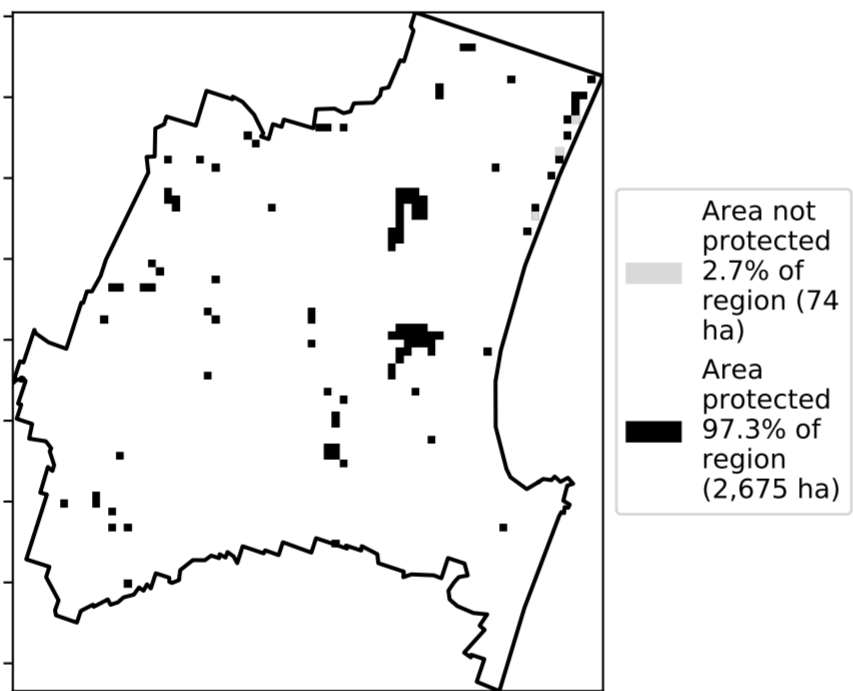 Area not
protected
2.7% of
region (74
ha)
Area
protected
97.3% of
region
(2,675 ha)